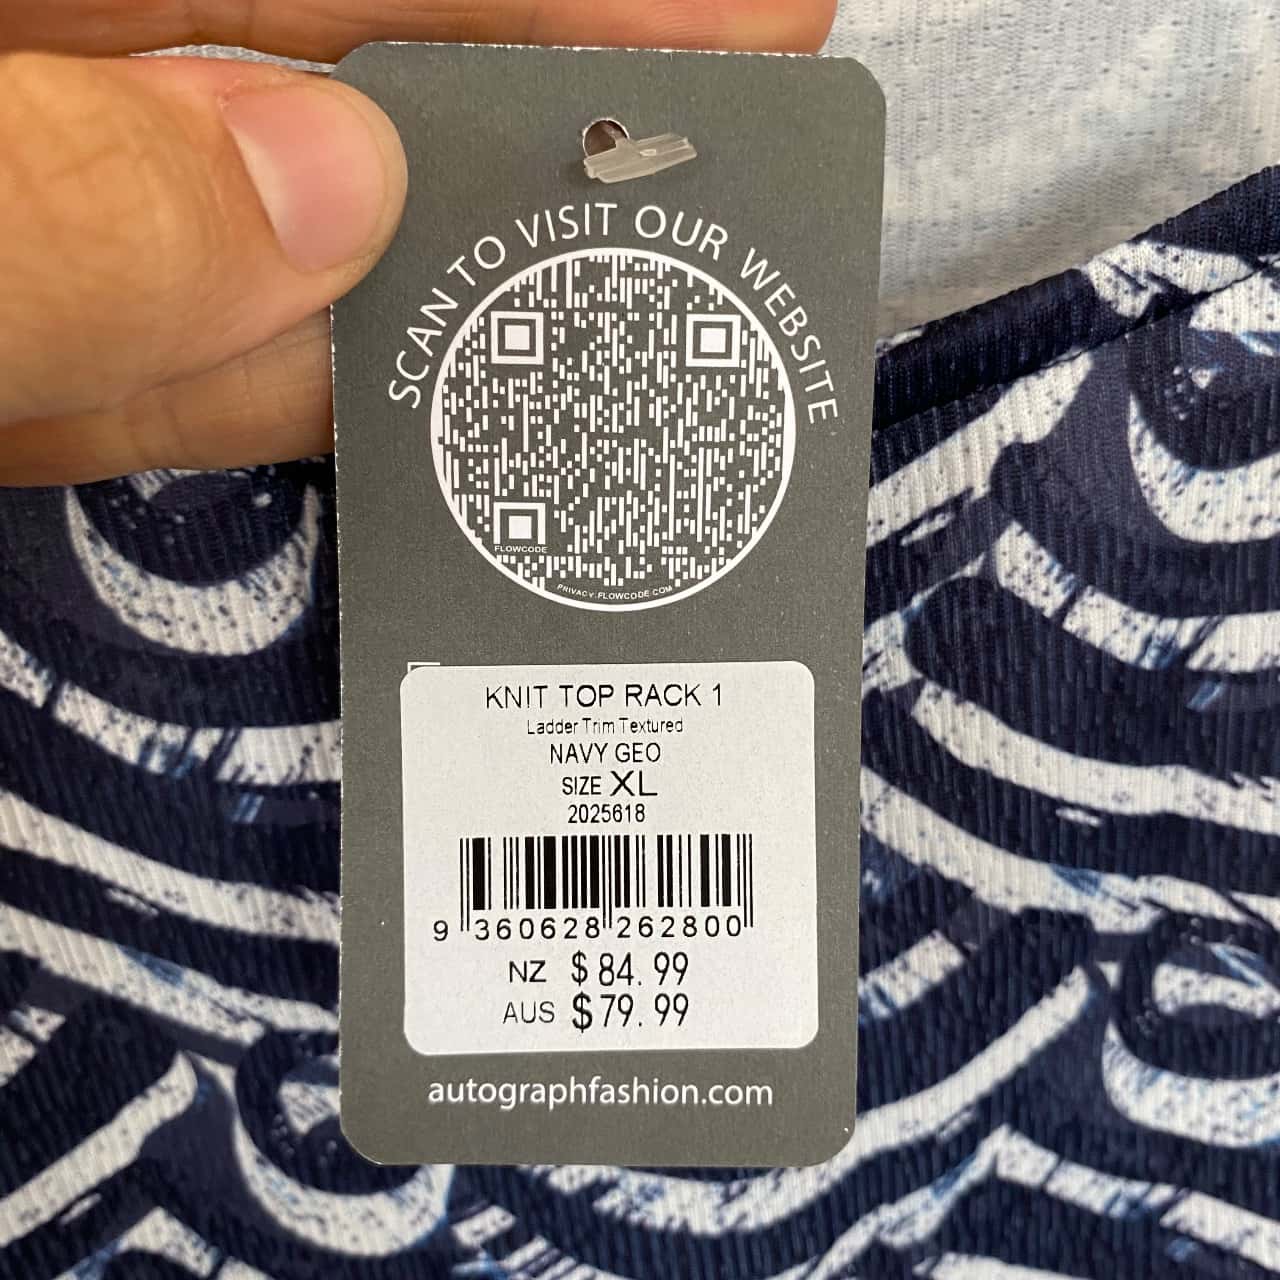 SCAN TO VISIT OUR WEBSITE
FLOWCODE
PRIVACY.FLOWCODE.COM
KNIT TOP RACK 1
Ladder Trim Textured
NAVY GEO
SIZE XL
2025618
9 360628 262800
NZ $84.99
AUS $79.99
autographfashion.com